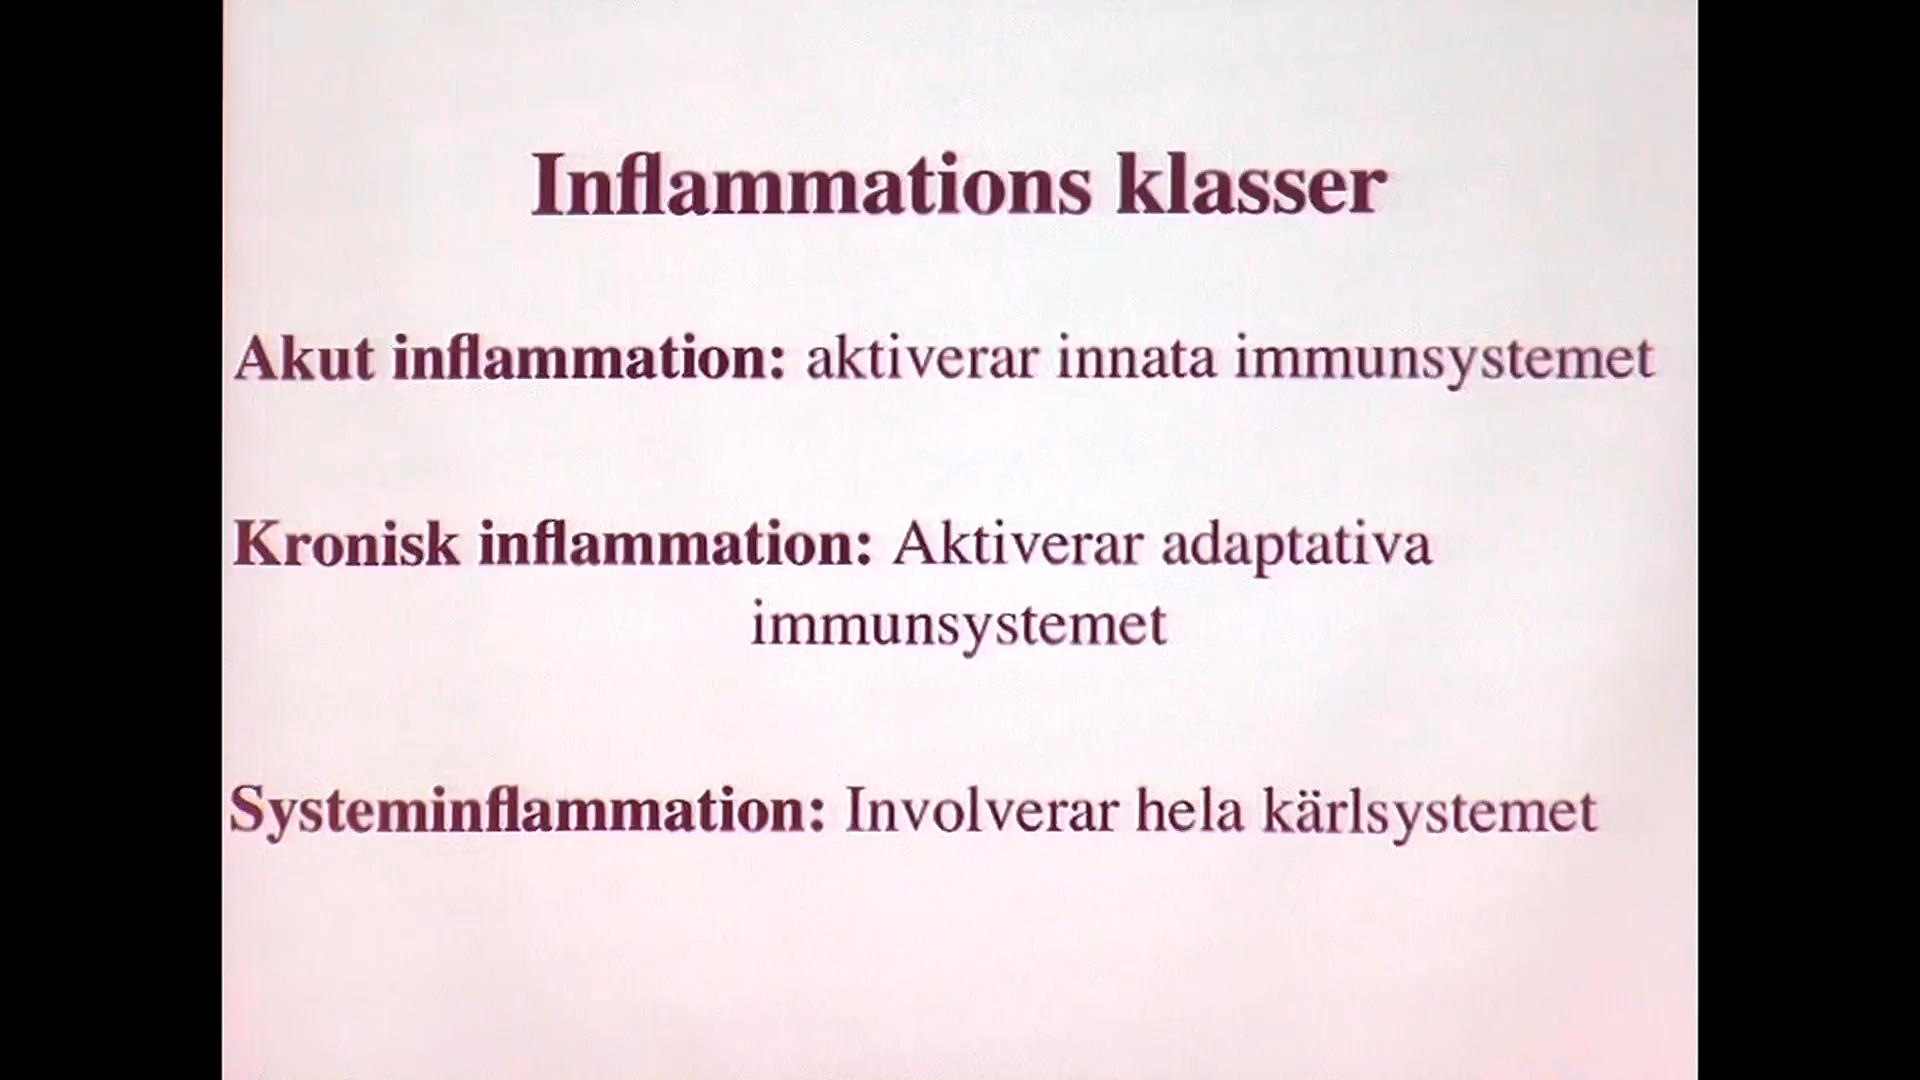 Inflammations klasser
Akut inflammation: aktiverar innata immunsystemet
Kronisk inflammation: Aktiverar adaptativa
immunsystemet
Systeminflammation: Involverar hela kärlsystemet